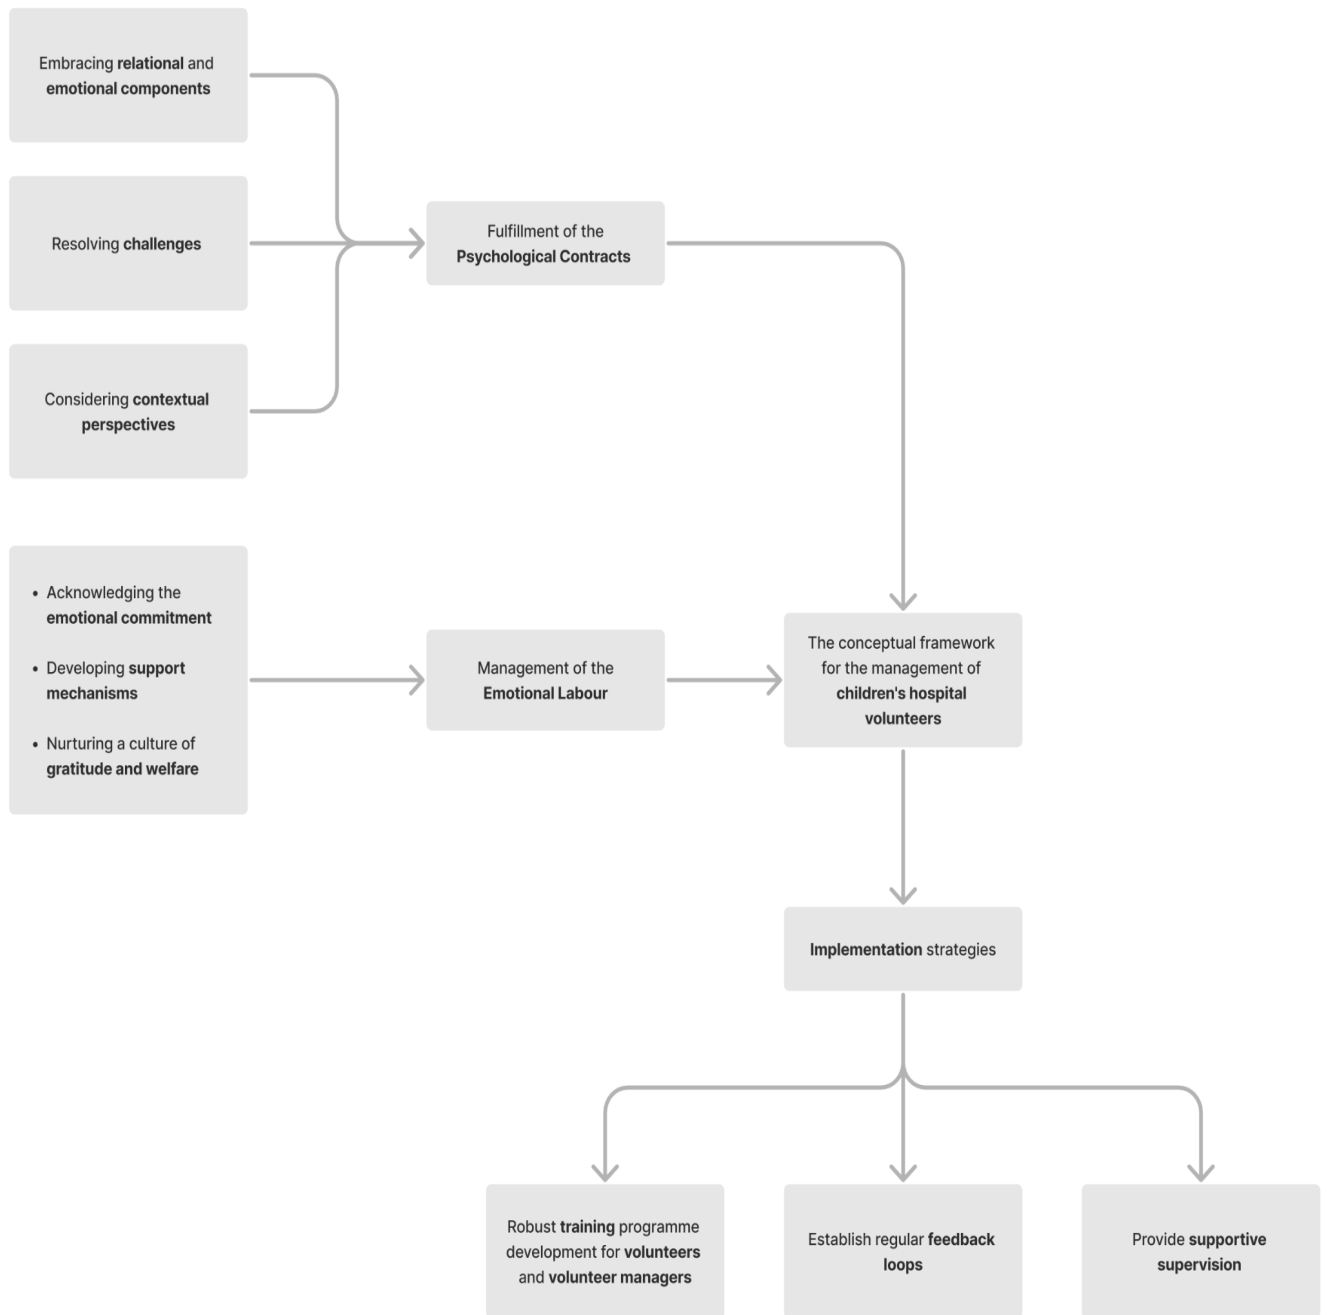 Embracing relational and
emotional components
Resolving challenges
Fulfillment of the
Psychological Contracts
Considering contextual
perspectives
• Acknowledging the
emotional commitment
• Developing support
mechanisms
• Nurturing a culture of
gratitude and welfare
Management of the
Emotional Labour
The conceptual framework
for the management of
children's hospital
volunteers
Implementation strategies
Robust training programme
development for volunteers
and volunteer managers
Establish regular feedback
loops
Provide supportive
supervision